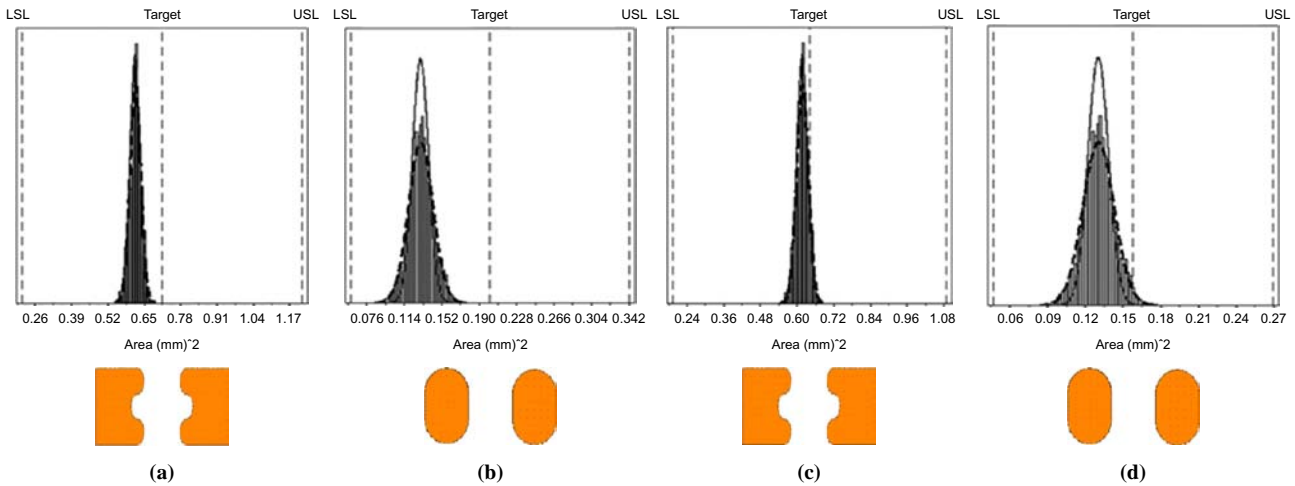 LSL Target USL LSL Target USL LSL Target USL LSL Target USL
0.26 0.39 0.52 0.65 0.78 0.91 1.04 1.17 0.076 0.114 0.152 0.190 0.228 0.266 0.304 0.342 0.24 0.36 0.48 0.60 0.72 0.84 0.96 1.08 0.06 0.09 0.12 0.15 0.18 0.21 0.24 0.27
Area (mm)^2 Area (mm)^2 Area (mm)^2 Area (mm)^2
(a) (b) (c) (d)